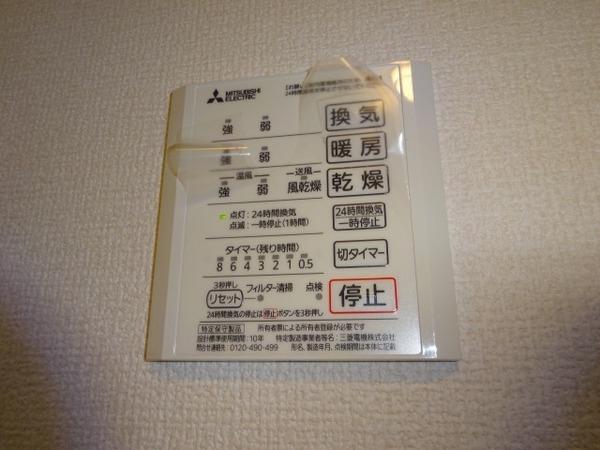 MITSUBISHI
ELECTRIC
強 弱 換気
強 弱 暖房
温風 送風
強 弱 風乾燥 乾燥
点灯:24時間換気
点滅:一時停止(1時間)
24時間換気
一時停止
タイマー(残り時間)
8 6 4 3 2 1 0.5
切タイマー
3秒押し
リセット フィルター清掃 点検
停止
24時間換気の停止は停止ボタンを3秒押し
特定保守製品 所有者票による所有者登録が必要です
設計標準使用期間:10年 特定製造事業者等名:三菱電機株式会社
問合せ連絡先:0120-490-499 形名、製造年月、点検期間は本体に記載